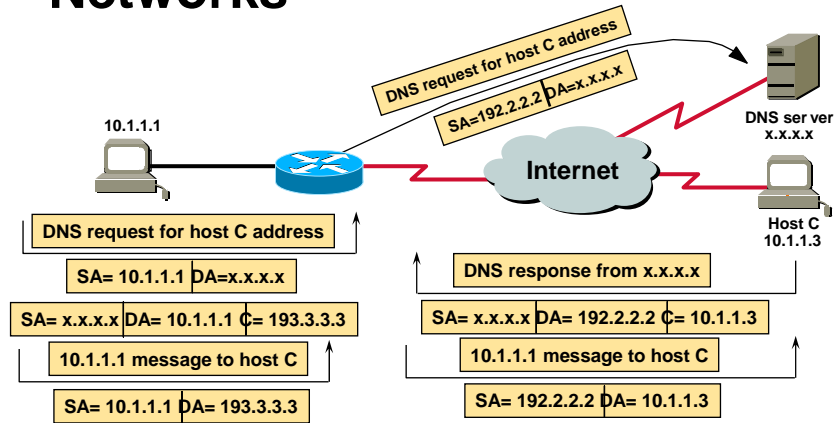 Networks
DNS request for host C address
SA=192.2.2.2 DA=x.x.x.x
10.1.1.1
DNS ser ver
x.x.x.x
Internet
Host C
10.1.1.3
DNS request for host C address
SA= 10.1.1.1 DA=x.x.x.x
SA= x.x.x.x DA= 10.1.1.1 C= 193.3.3.3
10.1.1.1 message to host C
SA= 10.1.1.1 DA= 193.3.3.3
DNS response from x.x.x.x
SA= x.x.x.x DA= 192.2.2.2 C= 10.1.1.3
10.1.1.1 message to host C
SA= 192.2.2.2 DA= 10.1.1.3